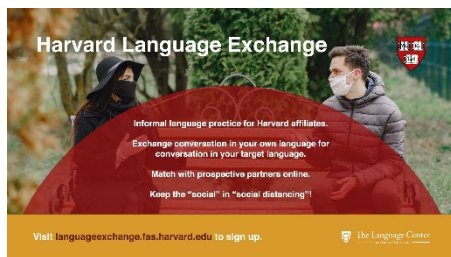 Harvard Language Exchange
Informal language practice for Harvard affiliates.
Exchange conversation in your own language for
conversation in your target language.
Match with prospective partners online.
Keep the "social" in "social distancing"!
Visit languageexchange.fas.harvard.edu to sign up.
The Language Center